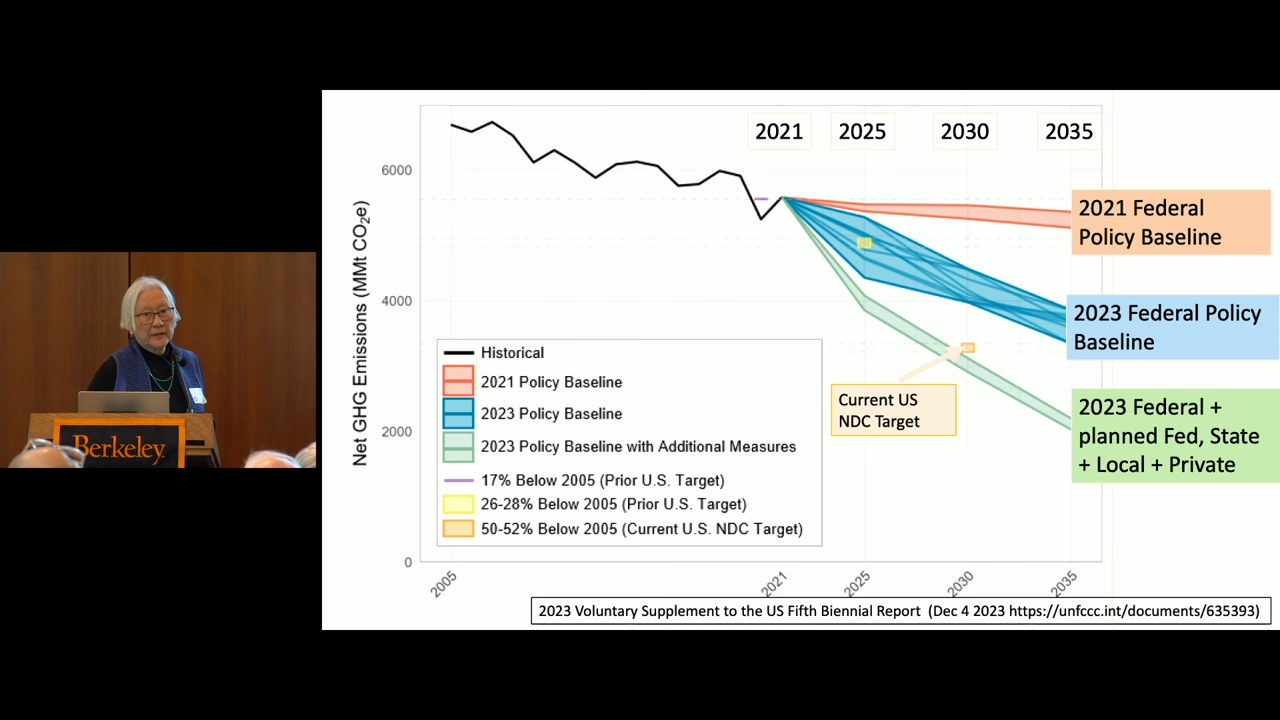 Berkeley
2021
2025
2030
2035
6000
4000
2000
0
Net GHG Emissions (MMt CO₂e)
2021 Federal
Policy Baseline
2023 Federal Policy
Baseline
2023 Federal +
planned Fed, State
+ Local + Private
Current US
NDC Target
Historical
2021 Policy Baseline
2023 Policy Baseline
2023 Policy Baseline with Additional Measures
17% Below 2005 (Prior U.S. Target)
26-28% Below 2005 (Prior U.S. Target)
50-52% Below 2005 (Current U.S. NDC Target)
2005
2021
2025
2030
2035
2023 Voluntary Supplement to the US Fifth Biennial Report (Dec 4 2023 https://unfccc.int/documents/635393)